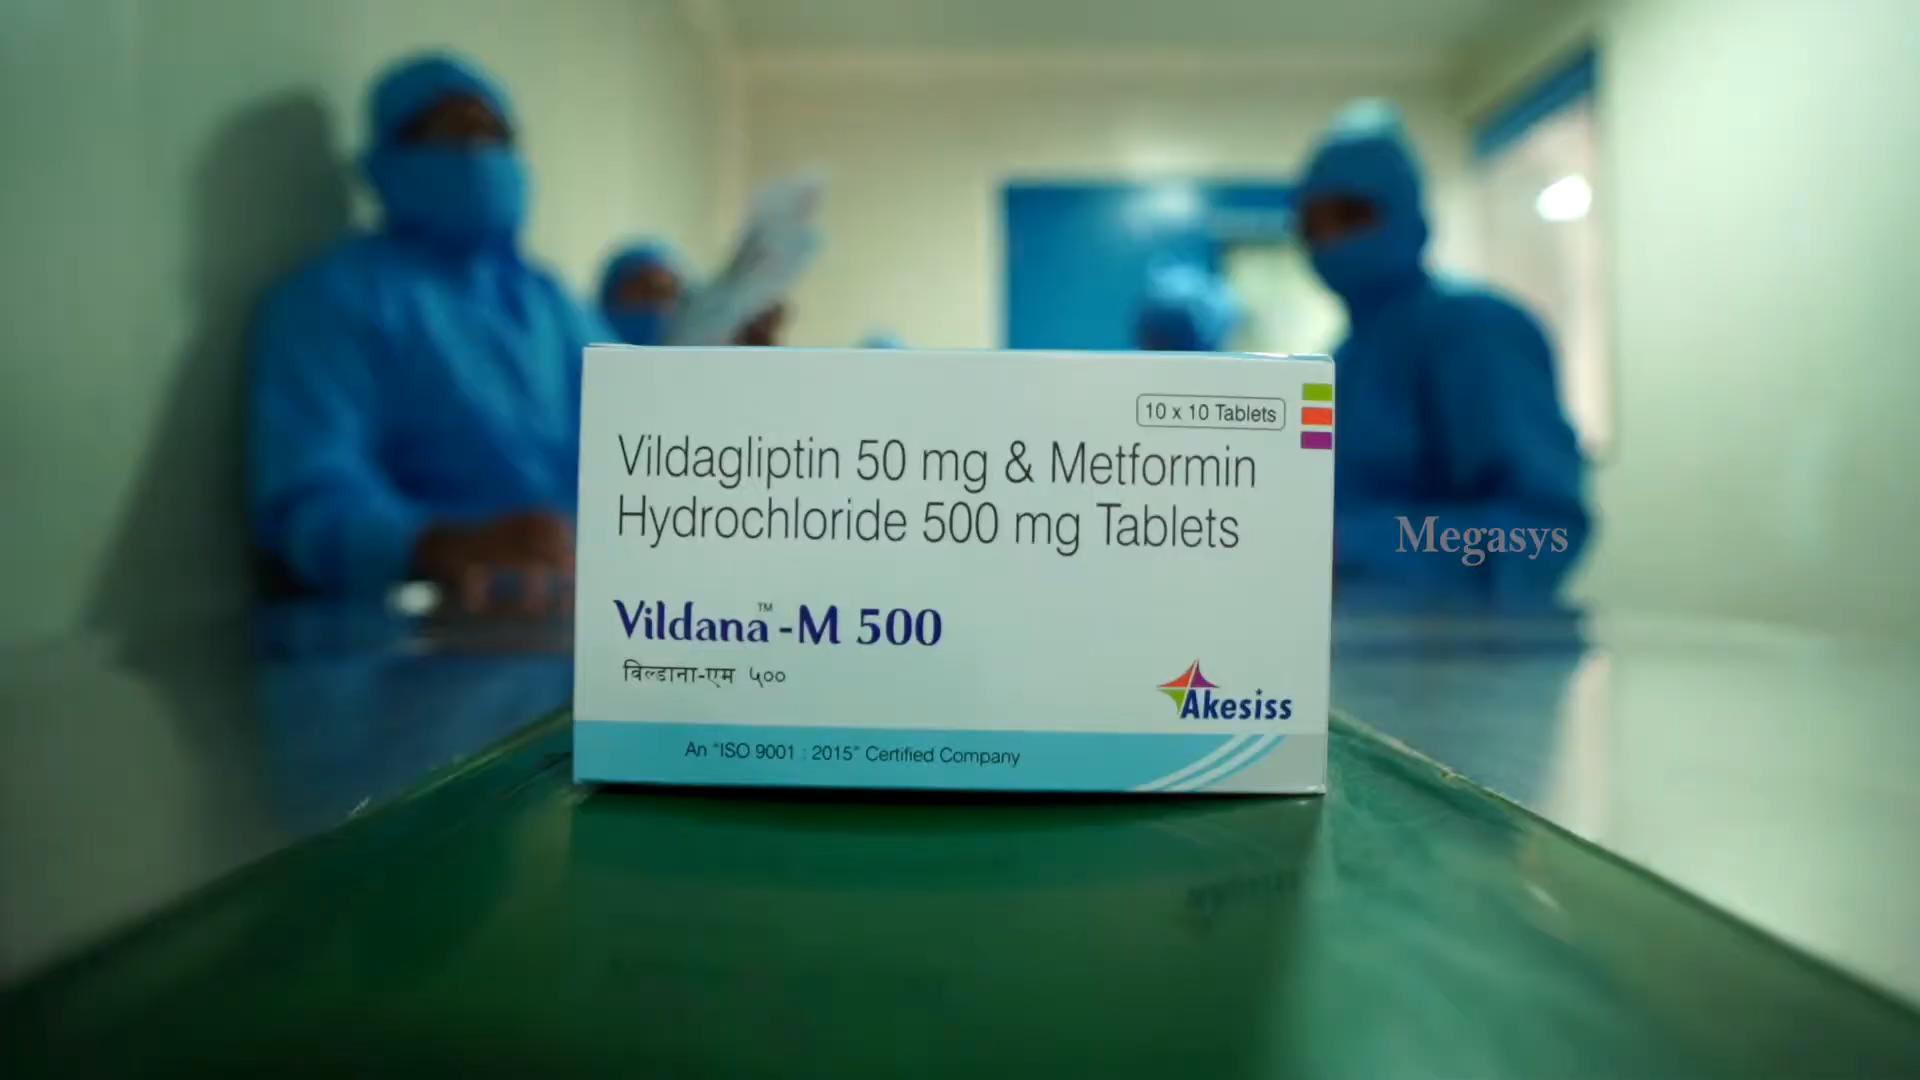 10 x 10 Tablets
Vildagliptin 50 mg & Metformin
Hydrochloride 500 mg Tablets
Vildana™-M 500
विल्डाना-एम ५००
Akesiss
An "ISO 9001 : 2015" Certified Company
Megasys